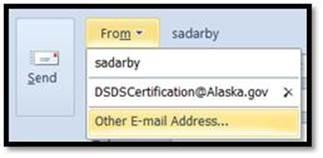 From sadarby
sadarby
Send
DSDSCertification@Alaska.gov
Other E-mail Address...